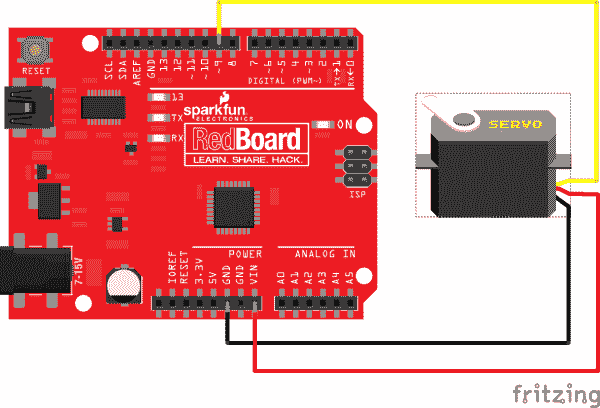 SCL
SDA
AREF
GND
13
12
~11
~10
~9
8
7
~6
~5
4
~3
2
TX→1
RX←0
RESET
DIGITAL (PWM~)
13
TX
RX
sparkfun
ELECTRONICS
RedBoard
LEARN. SHARE. HACK.
ON
ISP
SERVO
7-15V
POWER
ANALOG IN
IOREF
RESET
3.3V
5V
GND
GND
VIN
A0
A1
A2
A3
A4
A5
fritzing